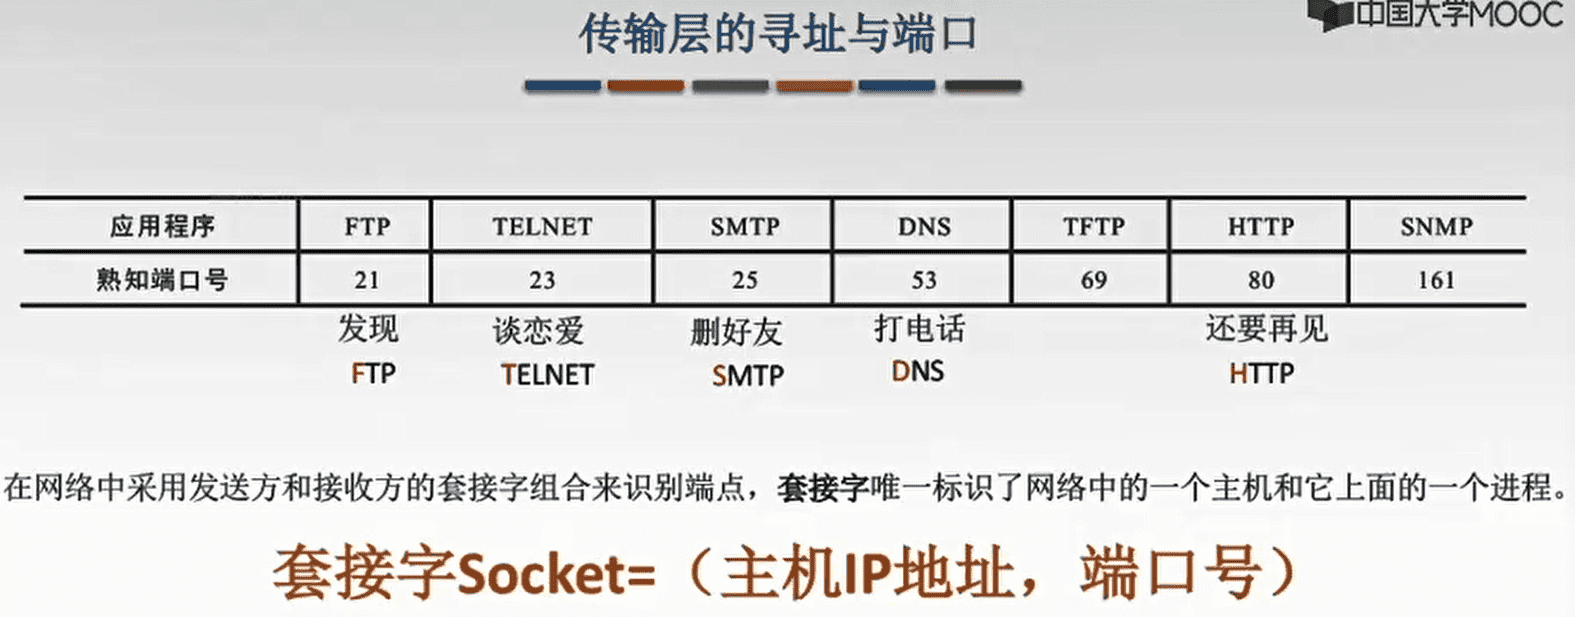 中国大学MOOC
传输层的寻址与端口
应用程序 FTP TELNET SMTP DNS TFTP HTTP SNMP
熟知端口号 21 23 25 53 69 80 161
发现 谈恋爱 删好友 打电话 还要再见
FTP TELNET SMTP DNS HTTP
在网络中采用发送方和接收方的套接字组合来识别端点，套接字唯一标识了网络中的一个主机和它上面的一个进程。
套接字Socket=（主机IP地址，端口号）